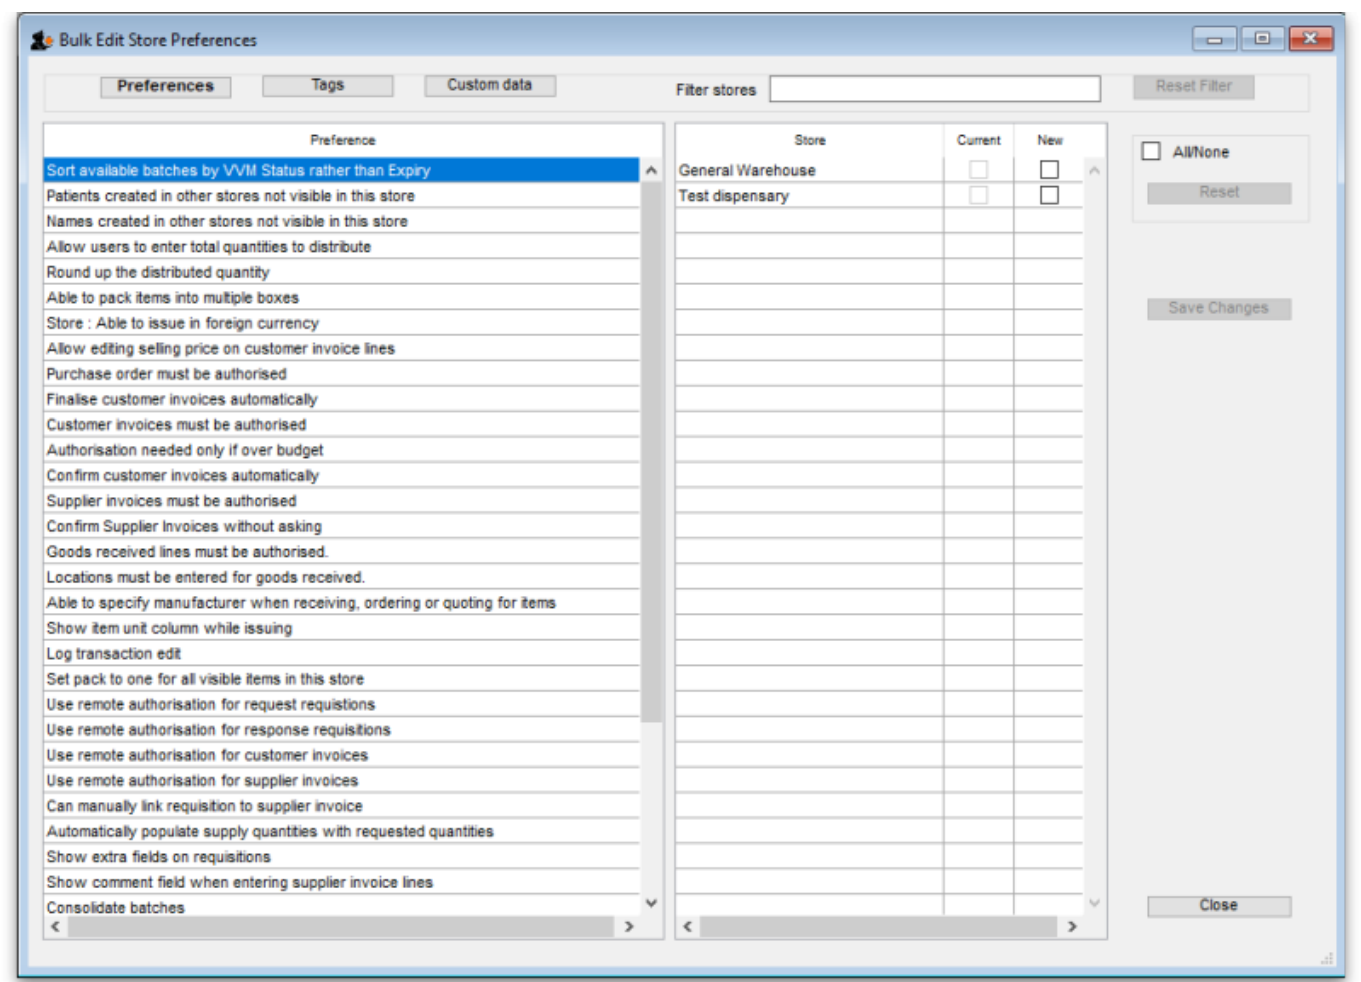 Bulk Edit Store Preferences
Preferences Tags Custom data Filter stores Reset Filter
Preference Store Current New
All/None
Sort available batches by VVM Status rather than Expiry General Warehouse
Patients created in other stores not visible in this store Test dispensary Reset
Names created in other stores not visible in this store
Allow users to enter total quantities to distribute
Round up the distributed quantity
Able to pack items into multiple boxes
Save Changes
Store : Able to issue in foreign currency
Allow editing selling price on customer invoice lines
Purchase order must be authorised
Finalise customer invoices automatically
Customer invoices must be authorised
Authorisation needed only if over budget
Confirm customer invoices automatically
Supplier invoices must be authorised
Confirm Supplier Invoices without asking
Goods received lines must be authorised.
Locations must be entered for goods received.
Able to specify manufacturer when receiving, ordering or quoting for items
Show item unit column while issuing
Log transaction edit
Set pack to one for all visible items in this store
Use remote authorisation for request requistions
Use remote authorisation for response requisitions
Use remote authorisation for customer invoices
Use remote authorisation for supplier invoices
Can manually link requisition to supplier invoice
Automatically populate supply quantities with requested quantities
Show extra fields on requisitions
Show comment field when entering supplier invoice lines
Consolidate batches Close